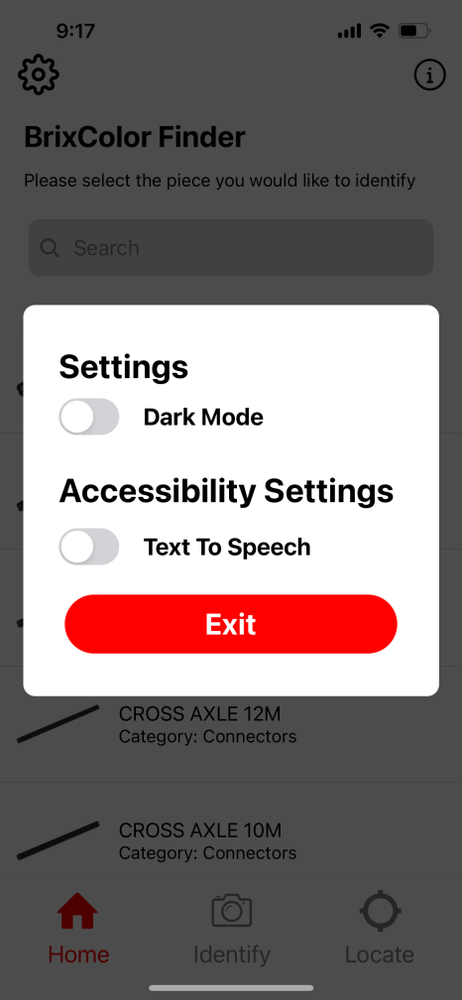 9:17
BrixColor Finder
Please select the piece you would like to identify
Search
Settings
Dark Mode
Accessibility Settings
Text To Speech
Exit
CROSS AXLE 12M
Category: Connectors
CROSS AXLE 10M
Category: Connectors
Home Identify Locate